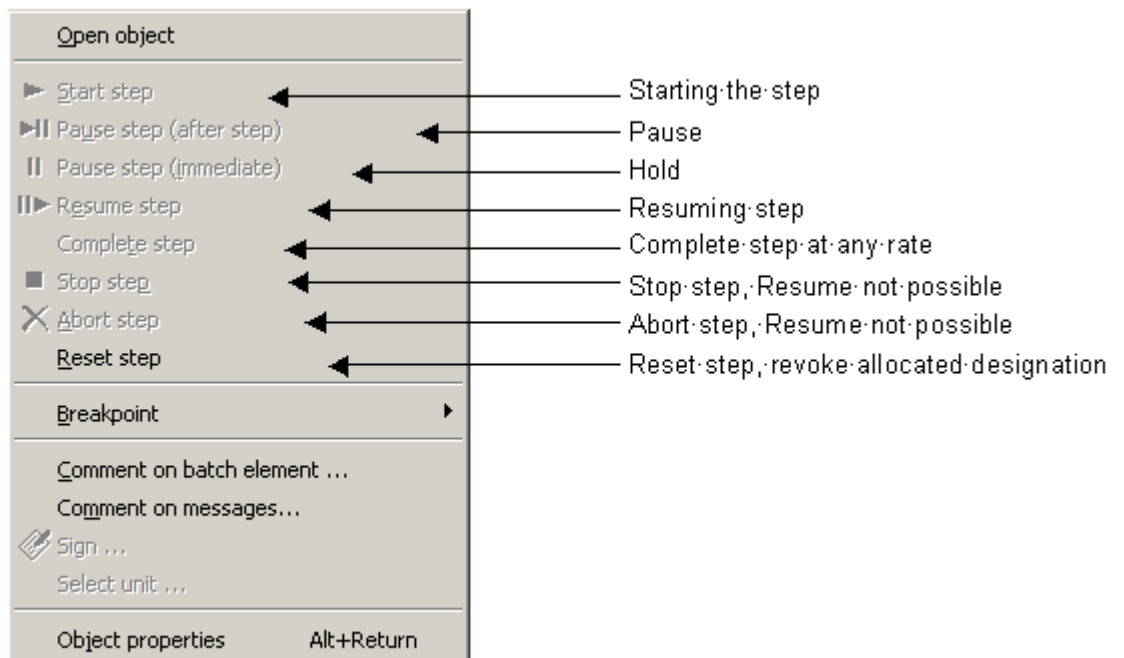 Open object
Start step
Starting·the·step
Pause step (after step)
Pause
Pause step (immediate)
Hold
Resume step
Resuming·step
Complete step
Complete·step·at·any·rate
Stop step
Stop·step,·Resume·not·possible
Abort step
Abort·step,·Resume·not·possible
Reset step
Reset·step,·revoke·allocated·designation
Breakpoint
Comment on batch element ...
Comment on messages...
Sign ...
Select unit ...
Object properties Alt+Return